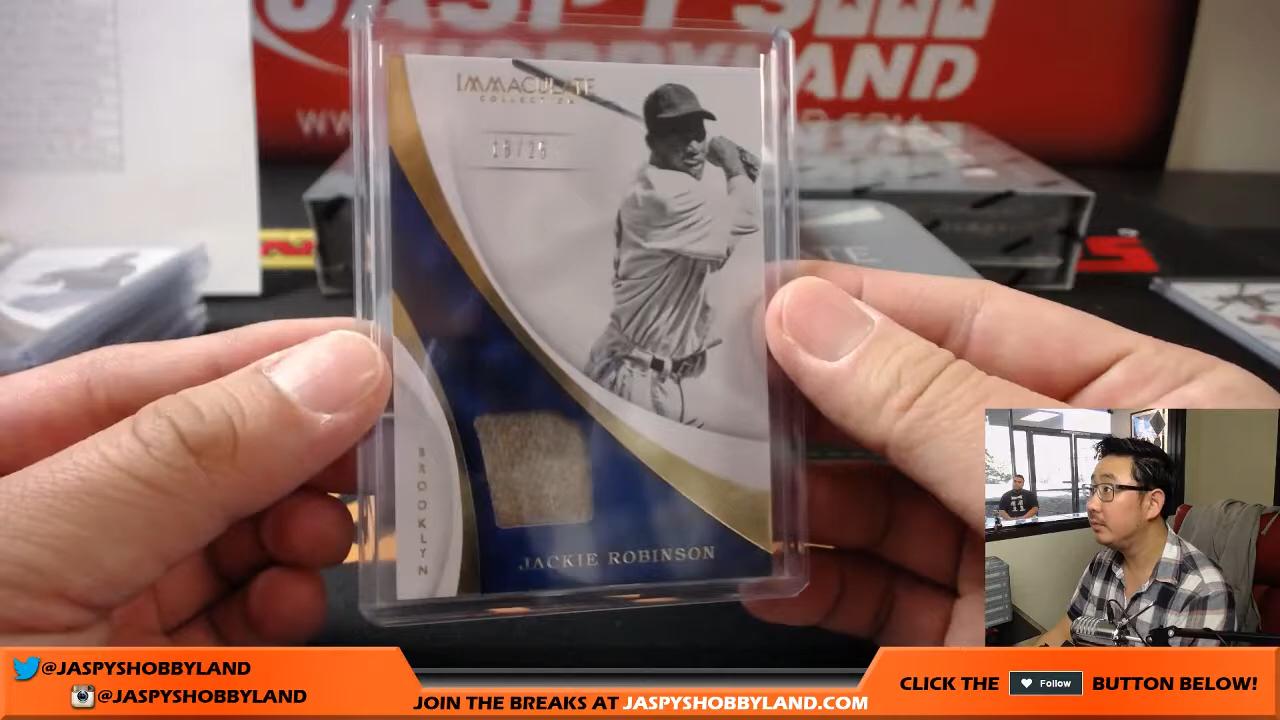 JASPY'S
HOBBYLAND
IMMACULATE
COLLECTION
BROOKLYN
JACKIE ROBINSON
@JASPYSHOBBYLAND
@JASPYSHOBBYLAND
JOIN THE BREAKS AT JASPYSHOBBYLAND.COM
CLICK THE Follow BUTTON BELOW!